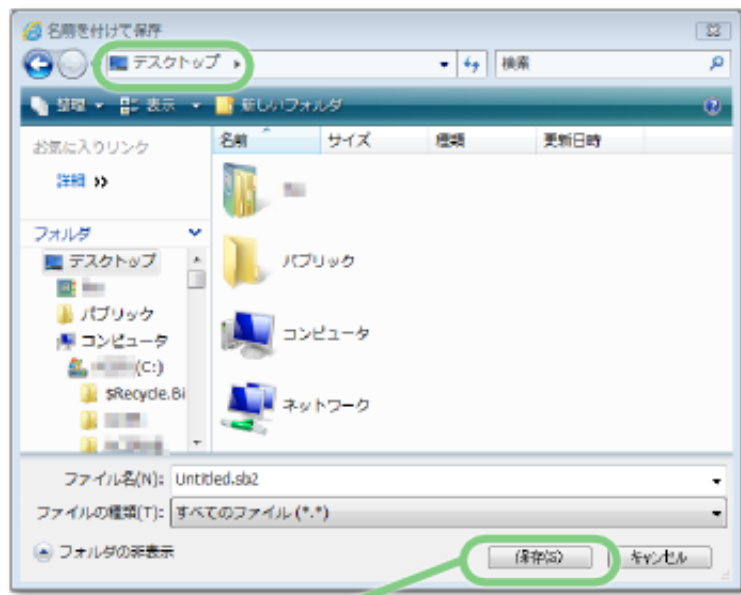 名前を付けて保存
デスクトップ
検索
整理 表示 新しいフォルダ
お気に入りリンク
詳細 »
フォルダ
デスクトップ
パブリック
コンピュータ
(C:)
$Recycle.Bi
名前 サイズ 種類 更新日時
パブリック
コンピュータ
ネットワーク
ファイル名(N): Untitled.sb2
ファイルの種類(T): すべてのファイル (*.*)
フォルダの非表示
保存(S) キャンセル